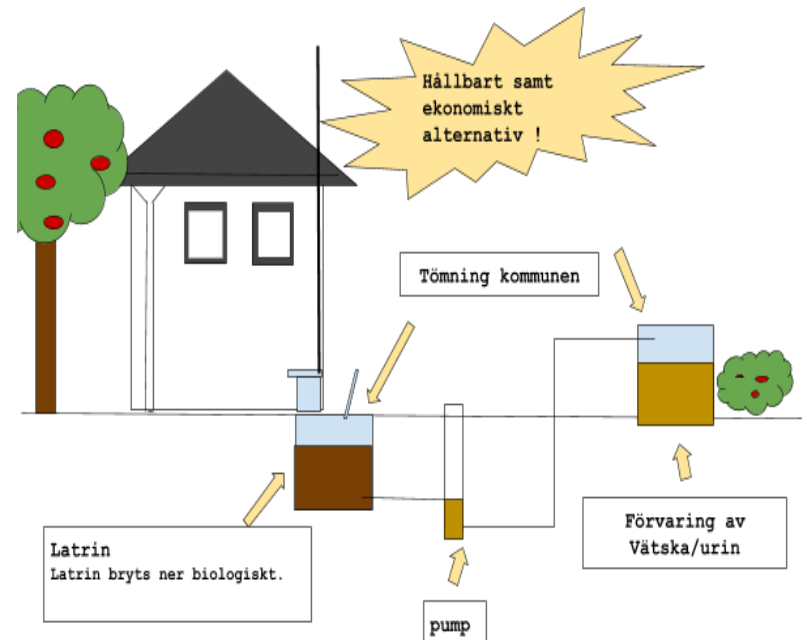 Hållbart samt
ekonomiskt
alternativ !
Tömning kommunen
Förvaring av
Vätska/urin
Latrin
Latrin bryts ner biologiskt.
pump